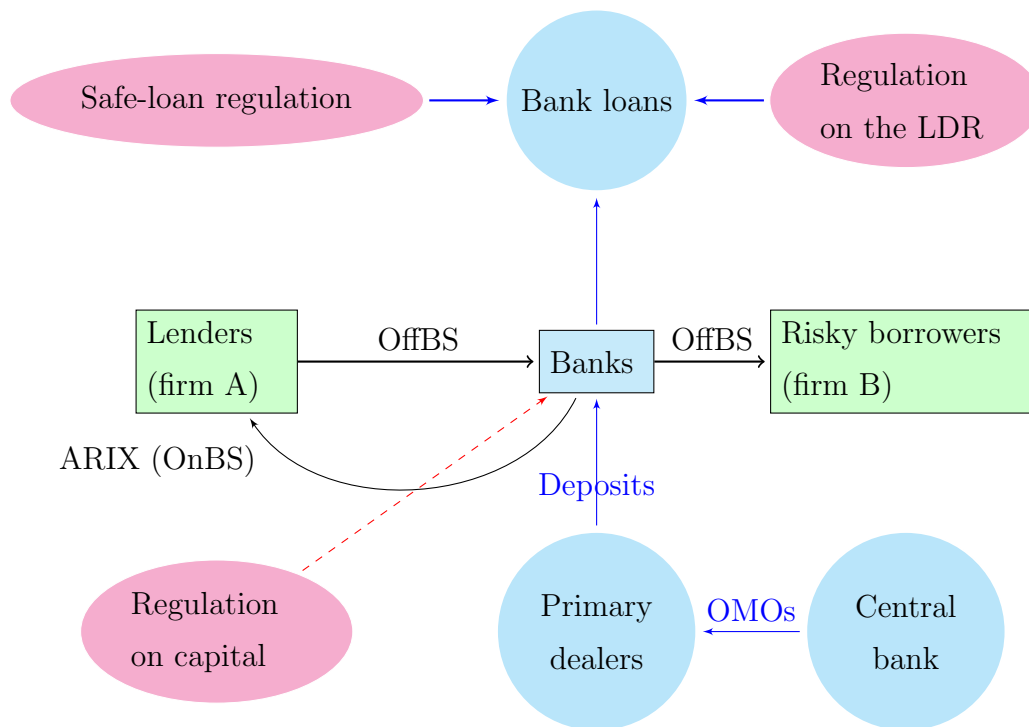 Safe-loan regulation
Bank loans
Regulation
on the LDR
Lenders
(firm A)
OffBS
Banks
OffBS
Risky borrowers
(firm B)
ARIX (OnBS)
Deposits
Regulation
on capital
Primary
dealers
OMOs
Central
bank